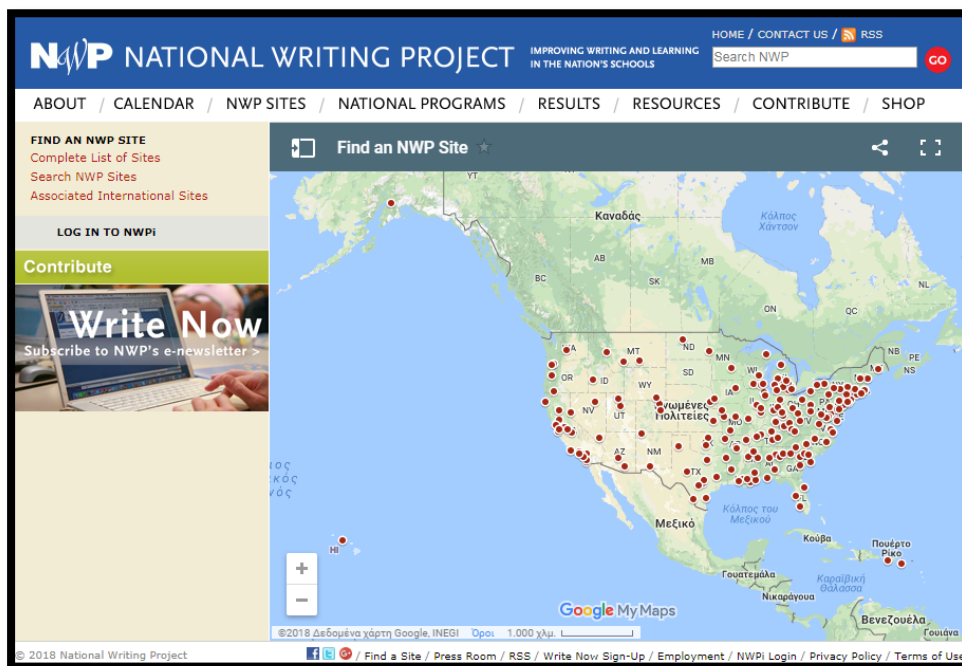 HOME / CONTACT US / RSS
NWP NATIONAL WRITING PROJECT
IMPROVING WRITING AND LEARNING
IN THE NATION'S SCHOOLS
Search NWP
GO
ABOUT / CALENDAR / NWP SITES / NATIONAL PROGRAMS / RESULTS / RESOURCES / CONTRIBUTE / SHOP
FIND AN NWP SITE
Complete List of Sites
Search NWP Sites
Associated International Sites
LOG IN TO NWPi
Contribute
Write Now
Subscribe to NWP's e-newsletter >
Find an NWP Site
YT
Καναδάς
Κόλπος
Χάντσον
AB
MB
BC
SK
NL
ON
QC
NB
PE
NS
MT
ND
MN
OR
ID
SD
WI
WY
IA
NV
UT
Πολιτείες
MO
AZ
NM
TX
GA
FL
Κόλπος του
Μεξικού
Μεξικό
HI
Κούβα
Πουέρτο
Ρίκο
Γουατεμάλα
Καραϊβική
Θάλασσα
Νικαράγουα
Βενεζουέλα
Γουιάνα
+
−
Google My Maps
©2018 Δεδομένα χάρτη Google, INEGI Όροι 1.000 χλμ.
© 2018 National Writing Project
/ Find a Site / Press Room / RSS / Write Now Sign-Up / Employment / NWPi Login / Privacy Policy / Terms of Use